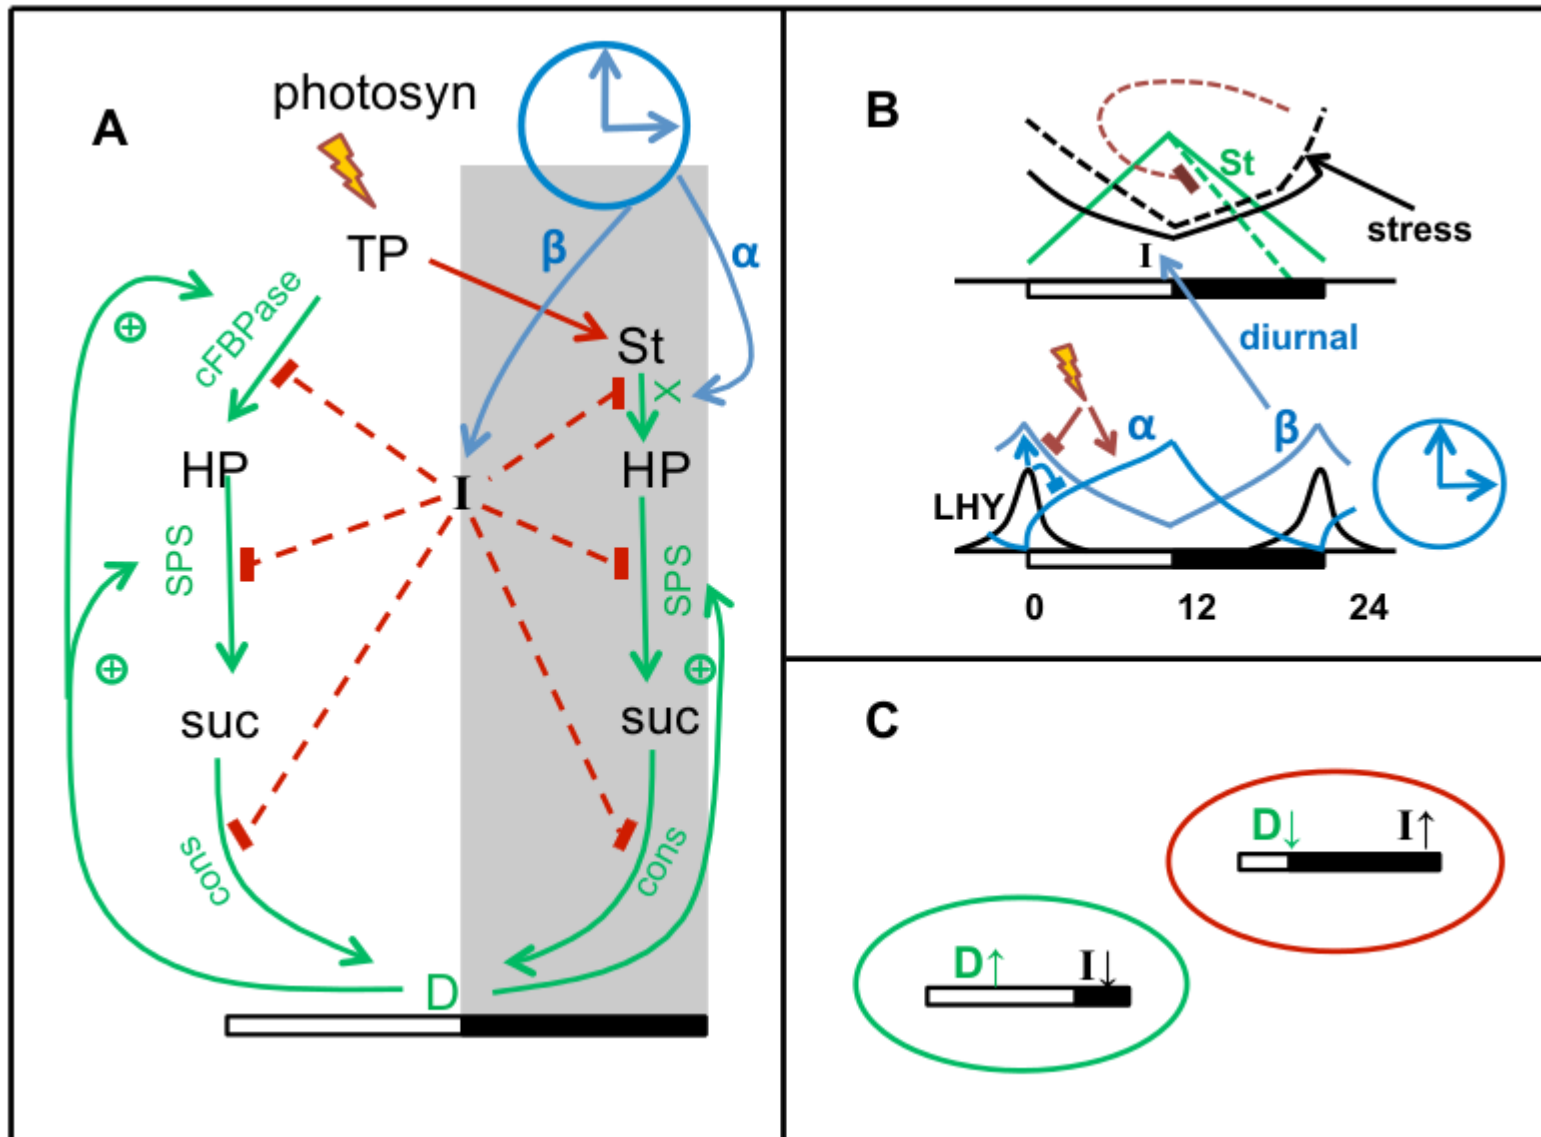 A
photosyn
β
α
TP
cFBPase
⊕
St
X
HP
I
HP
SPS
SPS
⊕
⊕
suc
suc
cons
cons
D
B
St
stress
I
diurnal
α
β
LHY
0 12 24
C
D↓ I↑
D↑ I↓